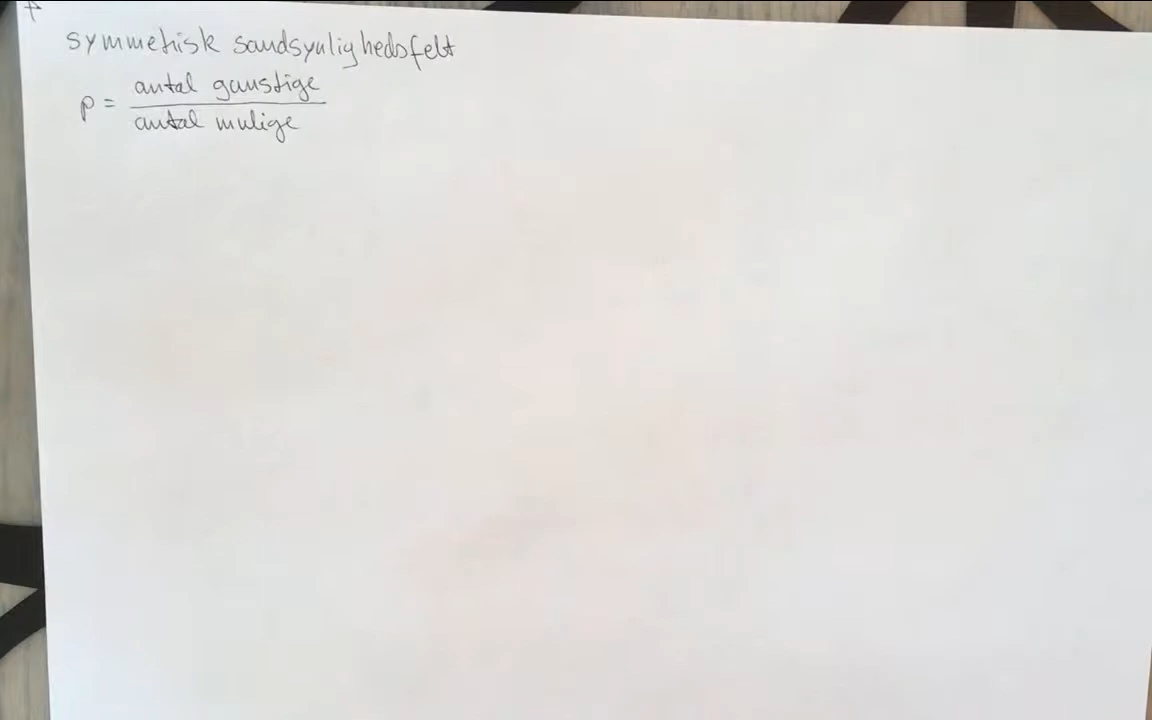 symmetrisk sandsynlighedsfelt
p = antal gunstige
antal mulige